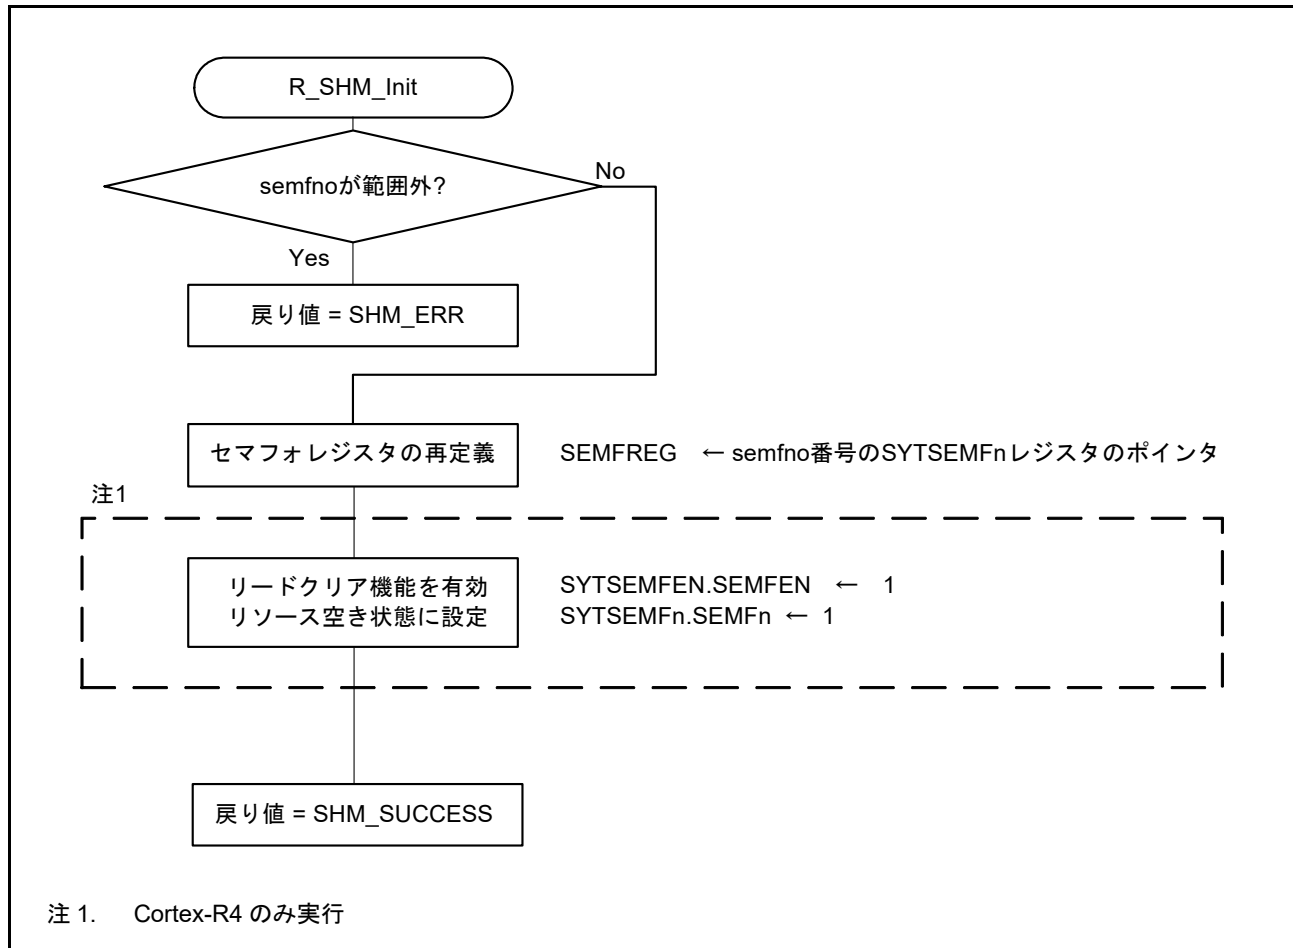 R_SHM_Init
semfnoが範囲外?
No
Yes
戻り値 = SHM_ERR
セマフォレジスタの再定義
SEMFREG ← semfno番号のSYTSEMFnレジスタのポインタ
注1
リードクリア機能を有効
リソース空き状態に設定
SYTSEMFEN.SEMFEN ← 1
SYTSEMFn.SEMFn ← 1
戻り値 = SHM_SUCCESS
注 1. Cortex-R4 のみ実行